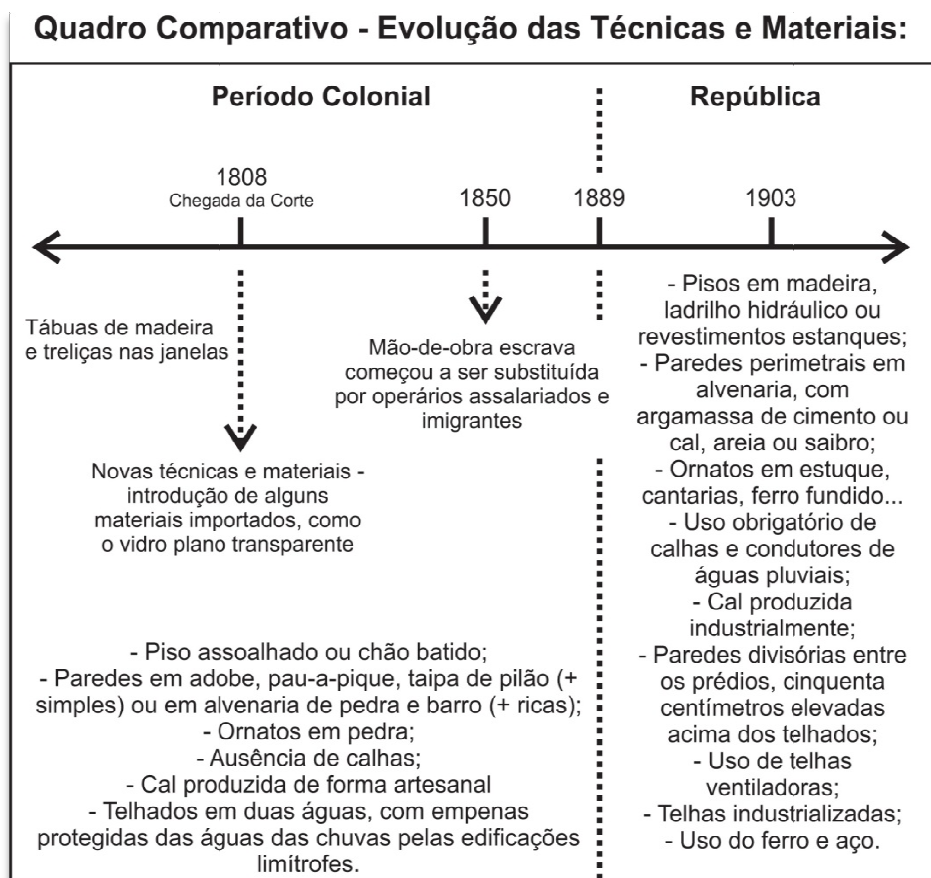 Quadro Comparativo - Evolução das Técnicas e Materiais:
Período Colonial
República
1808
Chegada da Corte
1850
1889
1903
Tábuas de madeira
e treliças nas janelas
Mão-de-obra escrava
começou a ser substituída
por operários assalariados e
imigrantes
Novas técnicas e materiais -
introdução de alguns
materiais importados, como
o vidro plano transparente
- Piso assoalhado ou chão batido;
- Paredes em adobe, pau-a-pique, taipa de pilão (+
simples) ou em alvenaria de pedra e barro (+ ricas);
- Ornatos em pedra;
- Ausência de calhas;
- Cal produzida de forma artesanal
- Telhados em duas águas, com empenas
protegidas das águas das chuvas pelas edificações
limítrofes.
- Pisos em madeira,
ladrilho hidráulico ou
revestimentos estanques;
- Paredes perimetrais em
alvenaria, com
argamassa de cimento ou
cal, areia ou saibro;
- Ornatos em estuque,
cantarias, ferro fundido...
- Uso obrigatório de
calhas e condutores de
águas pluviais;
- Cal produzida
industrialmente;
- Paredes divisórias entre
os prédios, cinquenta
centímetros elevadas
acima dos telhados;
- Uso de telhas
ventiladoras;
- Telhas industrializadas;
- Uso do ferro e aço.